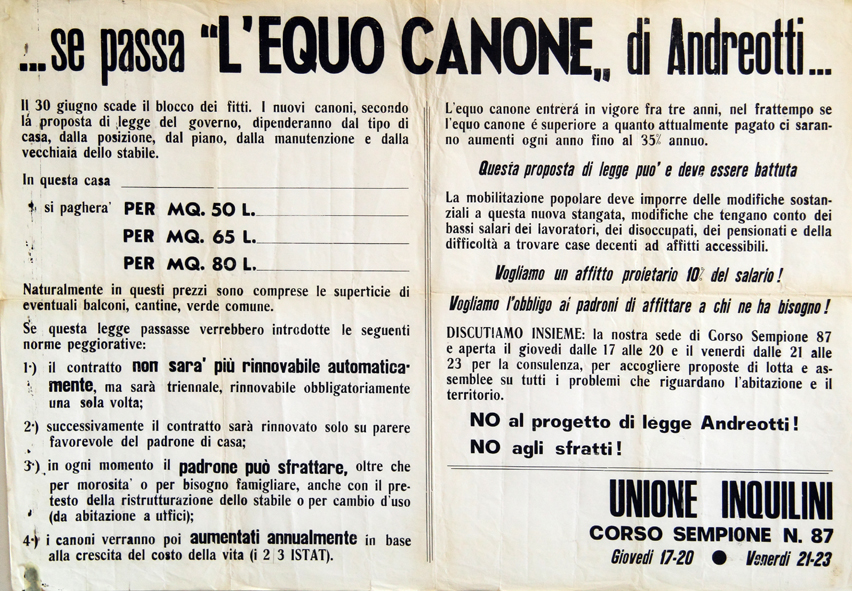 ...se passa "L'EQUO CANONE„ di Andreotti...
Il 30 giugno scade il blocco dei fitti. I nuovi canoni, secondo
lá proposta di legge del governo, dipenderanno dal tipo di
casa, dalla posizione, dal piano, dalla manutenzione e dalla
vecchiaia dello stabile.
In questa casa
si paghera' PER MQ. 50 L.
PER MQ. 65 L.
PER MQ. 80 L.
Naturalmente in questi prezzi sono comprese le superficie di
eventuali balconi, cantine, verde comune.
Se questa legge passasse verrebbero introdotte le seguenti
norme peggiorative:
1·) il contratto non sara' più rinnovabile automatica-
mente, ma sarà triennale, rinnovabile obbligatoriamente
una sola volta;
2·) successivamente il contratto sarà rinnovato solo su parere
favorevole del padrone di casa;
3·) in ogni momento il padrone può sfrattare, oltre che
per morosita' o per bisogno famigliare, anche con il pre-
testo della ristrutturazione dello stabile o per cambio d'uso
(da abitazione a uffici);
4·) i canoni verranno poi aumentati annualmente in base
alla crescita del costo della vita (i 2 3 ISTAT).
L'equo canone entrerá in vigore fra tre anni, nel frattempo se
l'equo canone é superiore a quanto attualmente pagato ci saran-
no aumenti ogni anno fino al 35% annuo.
Questa proposta di legge puo' e deve essere battuta
La mobilitazione popolare deve imporre delle modifiche sostan-
ziali a questa nuova stangata, modifiche che tengano conto dei
bassi salari dei lavoratori, dei disoccupati, dei pensionati e della
difficoltà a trovare case decenti ad affitti accessibili.
Vogliamo un affitto proletario 10% del salario !
Vogliamo l'obbligo ai padroni di affittare a chi ne ha bisogno !
DISCUTIAMO INSIEME: la nostra sede di Corso Sempione 87
e aperta il giovedi dalle 17 alle 20 e il venerdi dalle 21 alle
23 per la consulenza, per accogliere proposte di lotta e as-
semblee su tutti i problemi che riguardano l'abitazione e il
territorio.
NO al progetto di legge Andreotti !
NO agli sfratti !
UNIONE INQUILINI
CORSO SEMPIONE N. 87
Giovedi 17-20 ● Venerdi 21-23